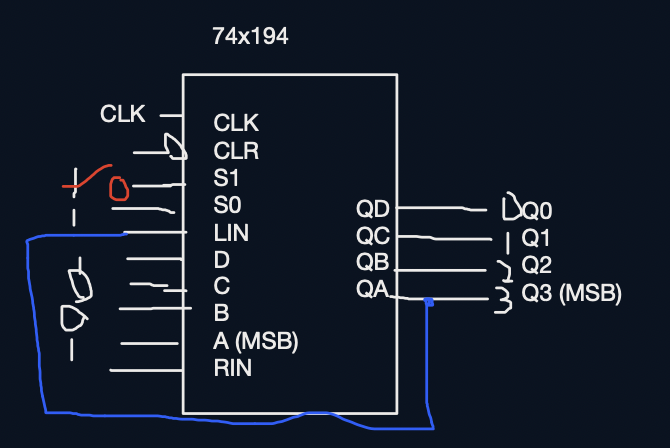 74x194
CLK
CLK
CLR
1 0 S1
1 S0
LIN
1 D
0 C
0 B
1 A (MSB)
RIN
QD 0 Q0
QC 1 Q1
QB 2 Q2
QA 3 Q3 (MSB)